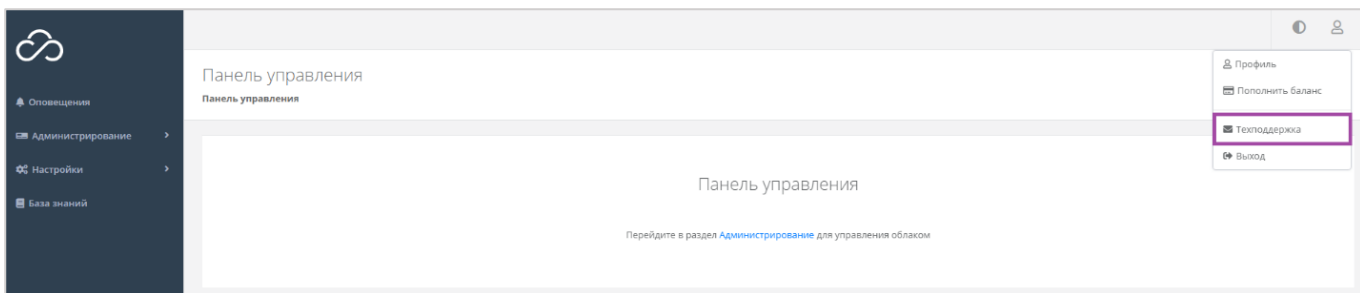 Оповещения
Администрирование
Настройки
База знаний
Панель управления
Панель управления
Профиль
Пополнить баланс
Техподдержка
Выход
Панель управления
Перейдите в раздел Администрирование для управления облаком